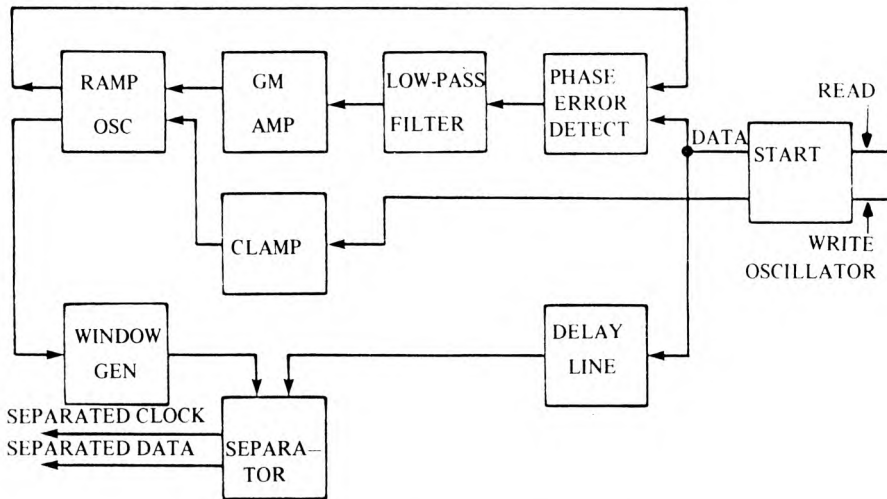 RAMP
OSC
GM
AMP
LOW-PASS
FILTER
PHASE
ERROR
DETECT
READ
DATA
START
WRITE
OSCILLATOR
CLAMP
WINDOW
GEN
DELAY
LINE
SEPARATED CLOCK
SEPARATED DATA
SEPARA–
TOR